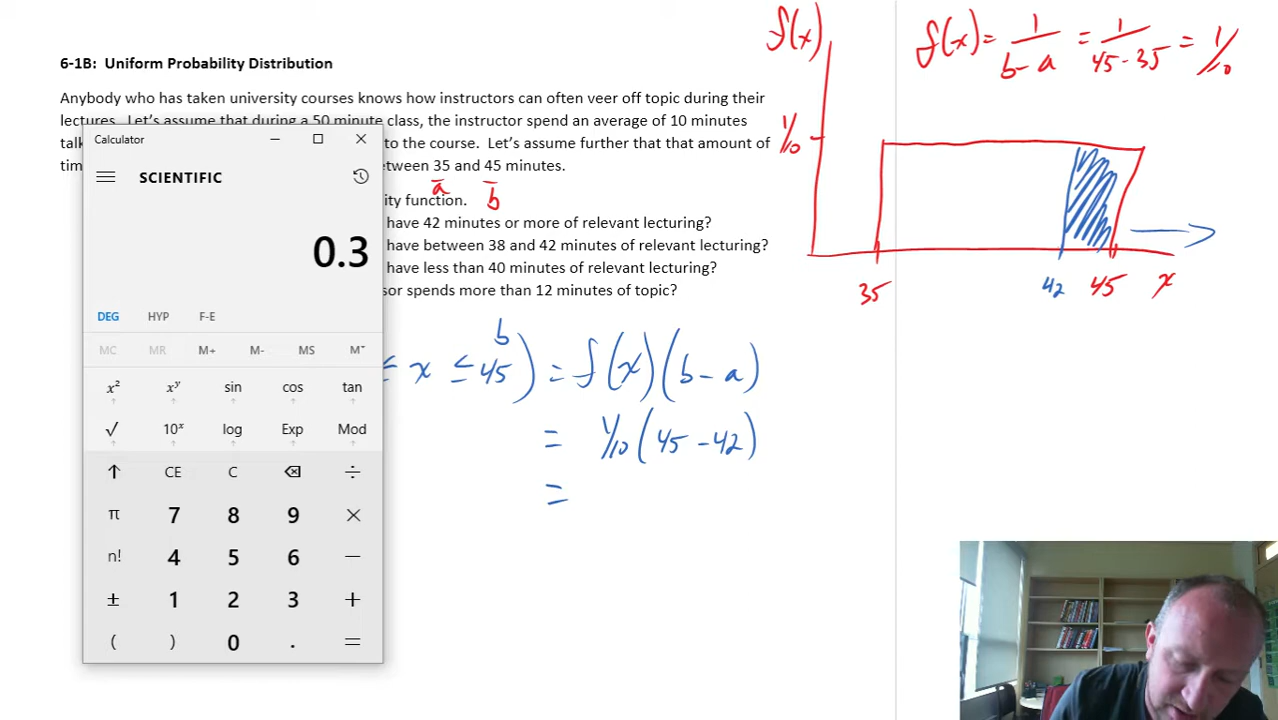 6-1B: Uniform Probability Distribution
Anybody who has taken university courses knows how instructors can often veer off topic during their
lectures. Let's assume that during a 50 minute class, the instructor spend an average of 10 minutes
to the course. Let's assume further that that amount of
between 35 and 45 minutes.
a b
function.
have 42 minutes or more of relevant lecturing?
have between 38 and 42 minutes of relevant lecturing?
have less than 40 minutes of relevant lecturing?
spends more than 12 minutes of topic?
Calculator
SCIENTIFIC
0.3
DEG HYP F-E
MC MR M+ M- MS M˅
x² xʸ sin cos tan
√ 10ˣ log Exp Mod
↑ CE C ⌫ ÷
π 7 8 9 ×
n! 4 5 6 −
± 1 2 3 +
( ) 0 . =
b
≤ x ≤ 45) = f(x)(b-a)
= 1/10(45-42)
=
f(x)
f(x) = 1/(b-a) = 1/(45-35) = 1/10
1/10
35 42 45 x